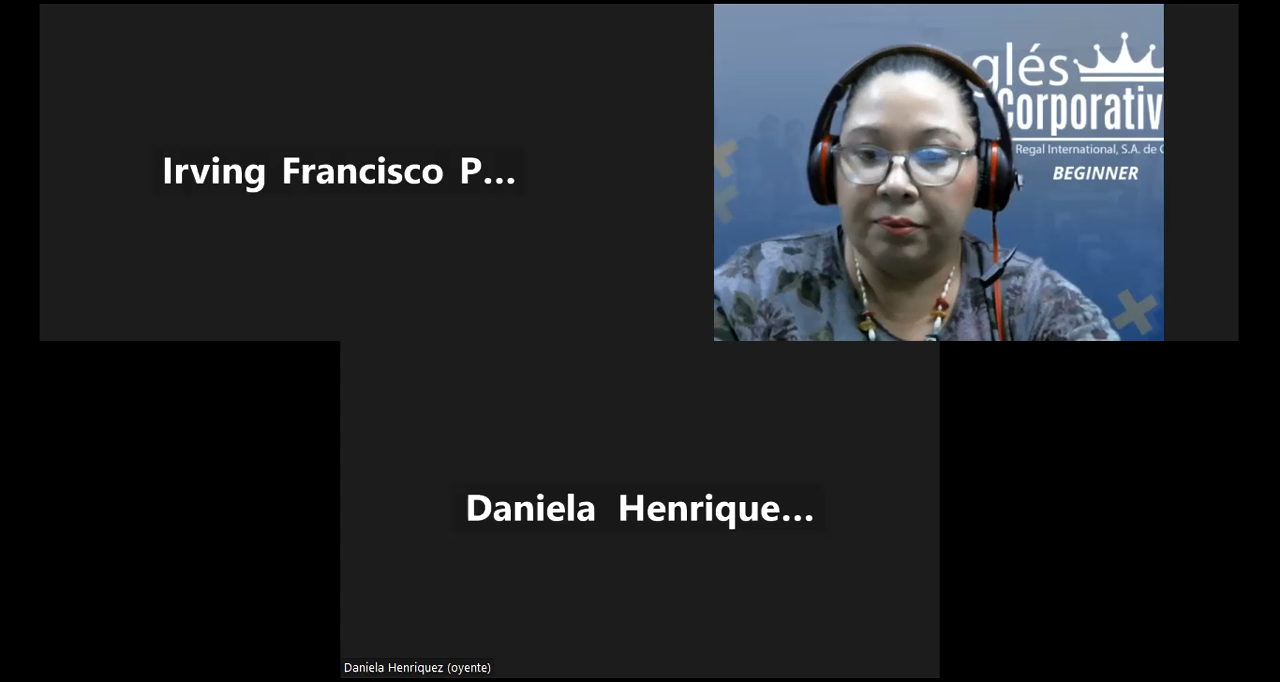 Irving Francisco P...
glés
Corporativ
Regal International, S.A. de C
BEGINNER
Daniela Henrique...
Daniela Henriquez (oyente)